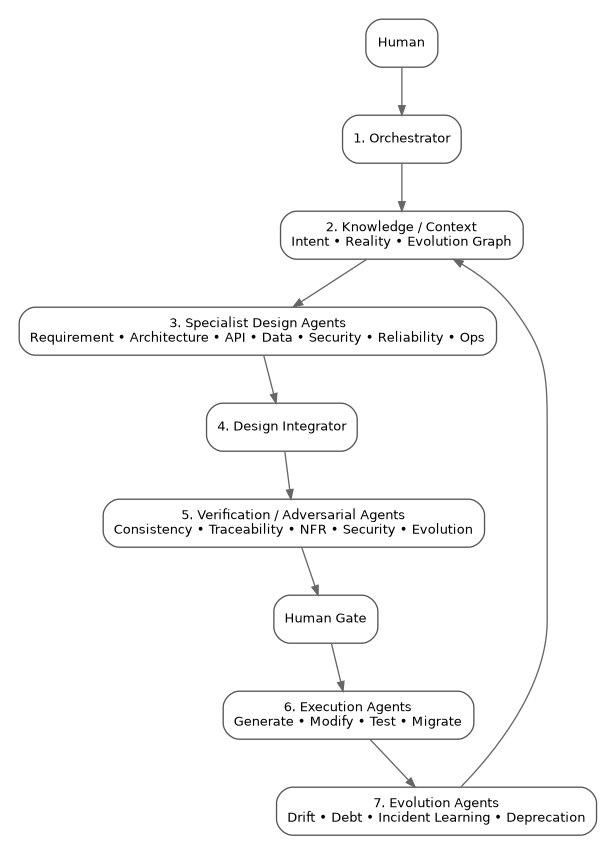 Human
1. Orchestrator
2. Knowledge / Context
Intent • Reality • Evolution Graph
3. Specialist Design Agents
Requirement • Architecture • API • Data • Security • Reliability • Ops
4. Design Integrator
5. Verification / Adversarial Agents
Consistency • Traceability • NFR • Security • Evolution
Human Gate
6. Execution Agents
Generate • Modify • Test • Migrate
7. Evolution Agents
Drift • Debt • Incident Learning • Deprecation